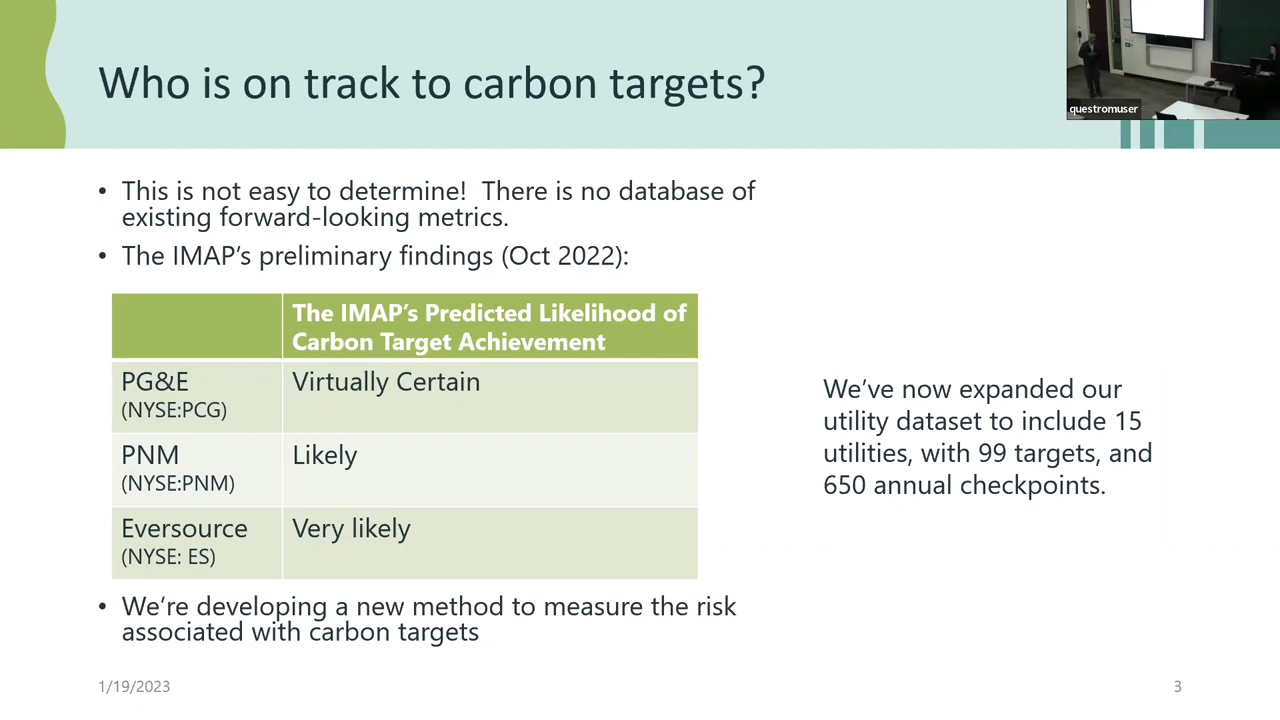 Who is on track to carbon targets?
questromuser
• This is not easy to determine!  There is no database of
existing forward-looking metrics.
• The IMAP’s preliminary findings (Oct 2022):
The IMAP’s Predicted Likelihood of
Carbon Target Achievement
PG&E
(NYSE:PCG)
Virtually Certain
PNM
(NYSE:PNM)
Likely
Eversource
(NYSE: ES)
Very likely
We’ve now expanded our
utility dataset to include 15
utilities, with 99 targets, and
650 annual checkpoints.
• We’re developing a new method to measure the risk
associated with carbon targets
1/19/2023
3